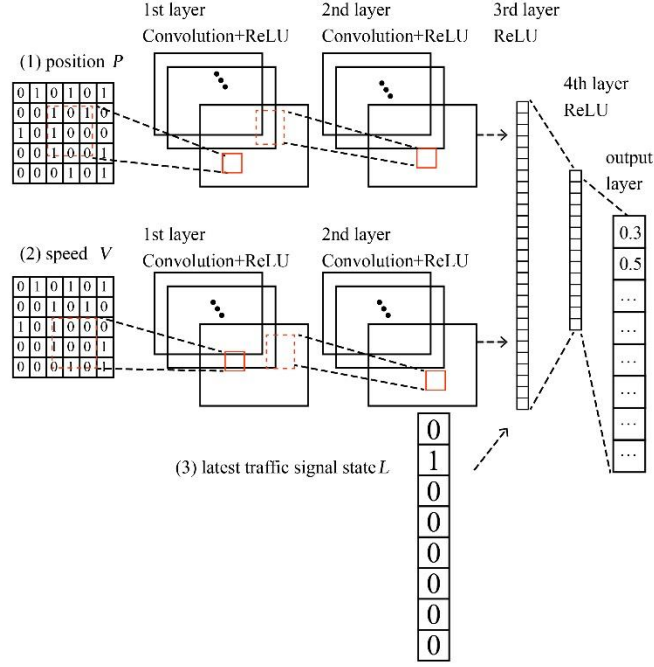 1st layer
Convolution+ReLU
2nd layer
Convolution+ReLU
3rd layer
ReLU
4th layer
ReLU
output
layer
(1) position P
0 1 0 1 0 1
0 0 1 0 1 0
1 0 1 0 0 0
0 0 1 0 0 1
0 0 0 1 0 1
1st layer
Convolution+ReLU
2nd layer
Convolution+ReLU
(2) speed V
0 1 0 1 0 1
0 0 1 0 1 0
1 0 0 0 0 0
0 0 0 0 0 1
0 0 0 1 0 1
0.3
0.5
...
...
...
...
...
...
(3) latest traffic signal state L
0
1
0
0
0
0
0
0